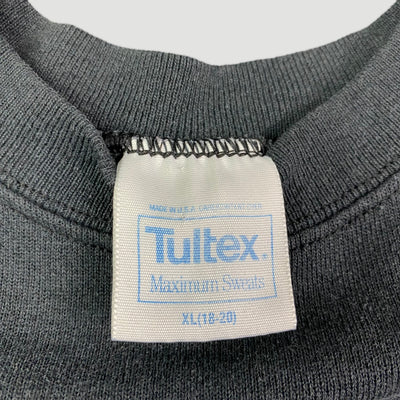 MADE IN U.S.A.
Tultex®
Maximum Sweats
XL(18-20)